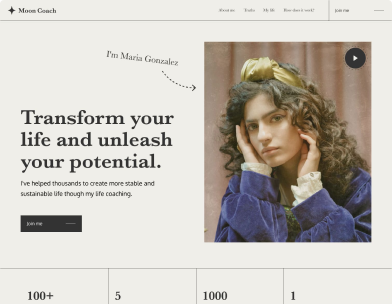 Moon Coach
About me Tracks My life How does it work? Join me
I'm Maria Gonzalez
Transform your
life and unleash
your potential.
I've helped thousands to create more stable and
sustainable life though my life coaching.
Join me
100+ 5 1000 1